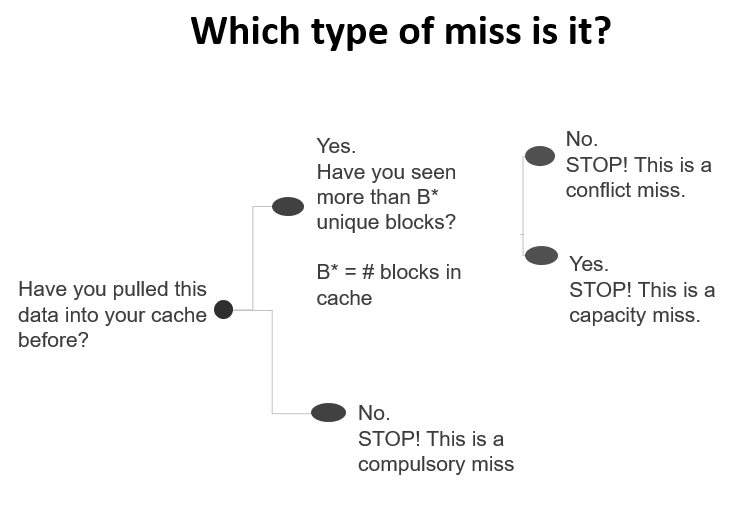 Which type of miss is it?
Have you pulled this
data into your cache
before?
Yes.
Have you seen
more than B*
unique blocks?
B* = # blocks in
cache
No.
STOP! This is a
conflict miss.
Yes.
STOP! This is a
capacity miss.
No.
STOP! This is a
compulsory miss